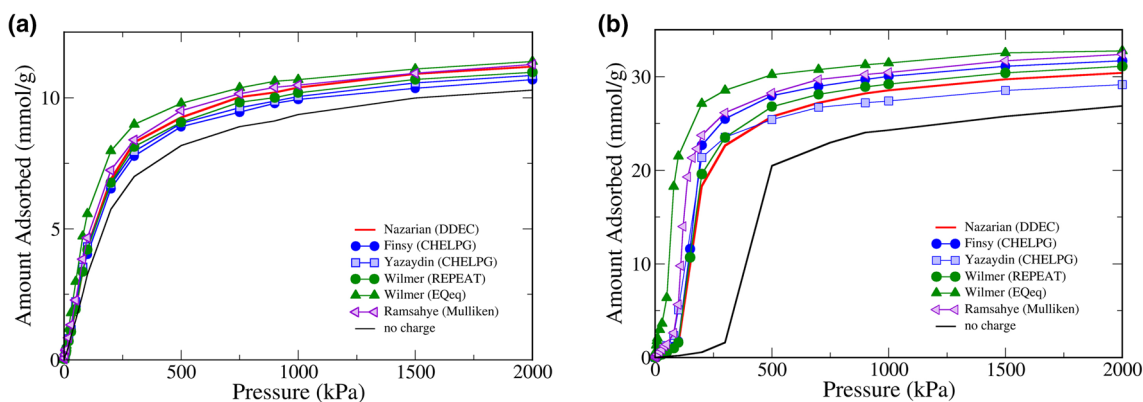 (a)
Amount Adsorbed (mmol/g)
10
5
0
0
500
1000
1500
2000
Pressure (kPa)
Nazarian (DDEC)
Finsy (CHELPG)
Yazaydin (CHELPG)
Wilmer (REPEAT)
Wilmer (EQeq)
Ramsahye (Mulliken)
no charge
(b)
Amount Adsorbed (mmol/g)
30
20
10
0
0
500
1000
1500
2000
Pressure (kPa)
Nazarian (DDEC)
Finsy (CHELPG)
Yazaydin (CHELPG)
Wilmer (REPEAT)
Wilmer (EQeq)
Ramsahye (Mulliken)
no charge